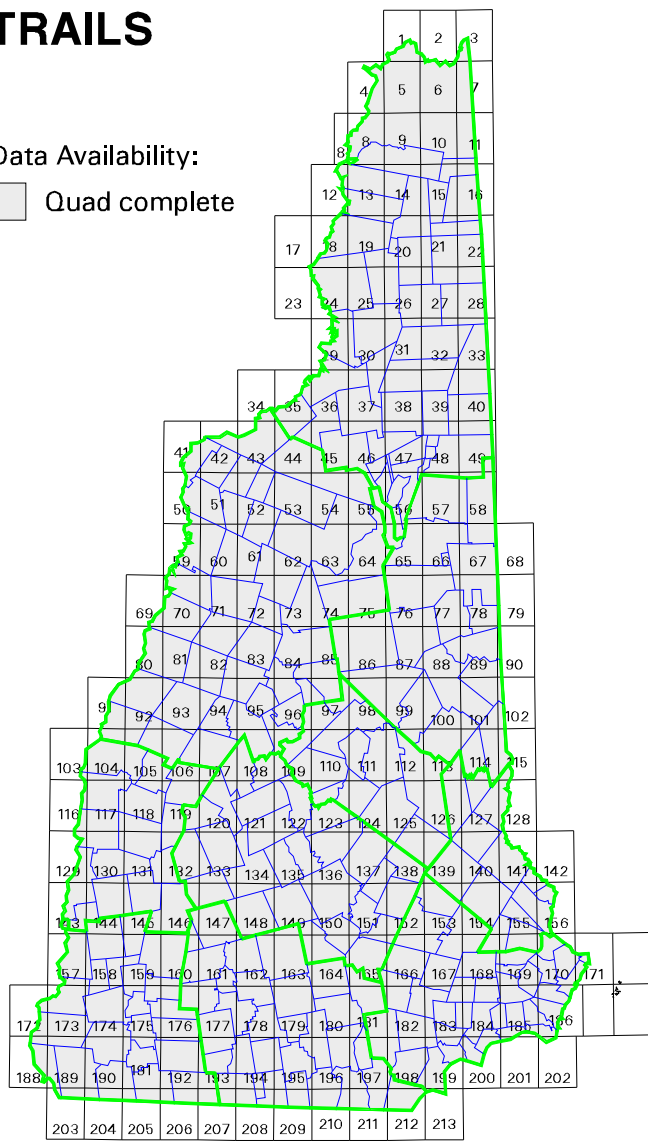 TRAILS
Data Availability:
Quad complete
1 2 3
4 5 6 7
8 8 9 10 11
12 13 14 15 16
17 18 19 20 21 22
23 24 25 26 27 28
29 30 31 32 33
34 35 36 37 38 39 40
41 42 43 44 45 46 47 48 49
50 51 52 53 54 55 56 57 58
59 60 61 62 63 64 65 66 67 68
69 70 71 72 73 74 75 76 77 78 79
80 81 82 83 84 85 86 87 88 89 90
9 92 93 94 95 96 97 98 99 100 101 102
103 104 105 106 107 108 109 110 111 112 113 114 115
116 117 118 119 120 121 122 123 124 125 126 127 128
129 130 131 132 133 134 135 136 137 138 139 140 141 142
143 144 145 146 147 148 149 150 151 152 153 154 155 156
157 158 159 160 161 162 163 164 165 166 167 168 169 170 171
172 173 174 175 176 177 178 179 180 181 182 183 184 185 186
188 189 190 191 192 193 194 195 196 197 198 199 200 201 202
203 204 205 206 207 208 209 210 211 212 213